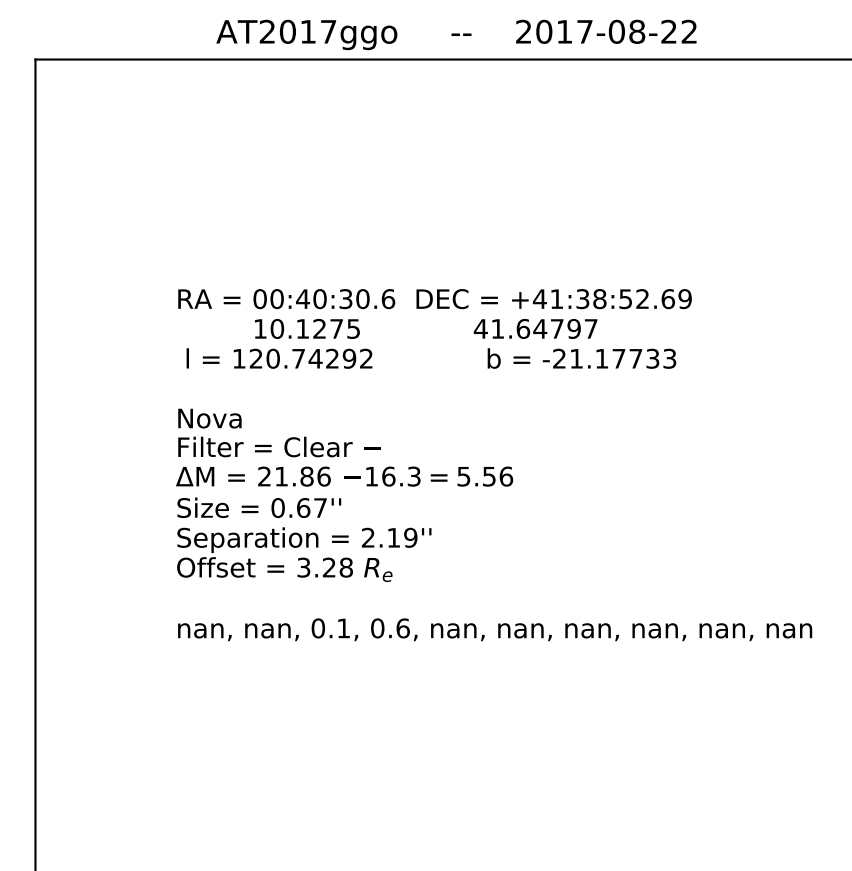 AT2017ggo -- 2017-08-22
RA = 00:40:30.6 DEC = +41:38:52.69
10.1275 41.64797
l = 120.74292 b = -21.17733
Nova
Filter = Clear −
ΔM = 21.86 −16.3 = 5.56
Size = 0.67''
Separation = 2.19''
Offset = 3.28 Rₑ
nan, nan, 0.1, 0.6, nan, nan, nan, nan, nan, nan